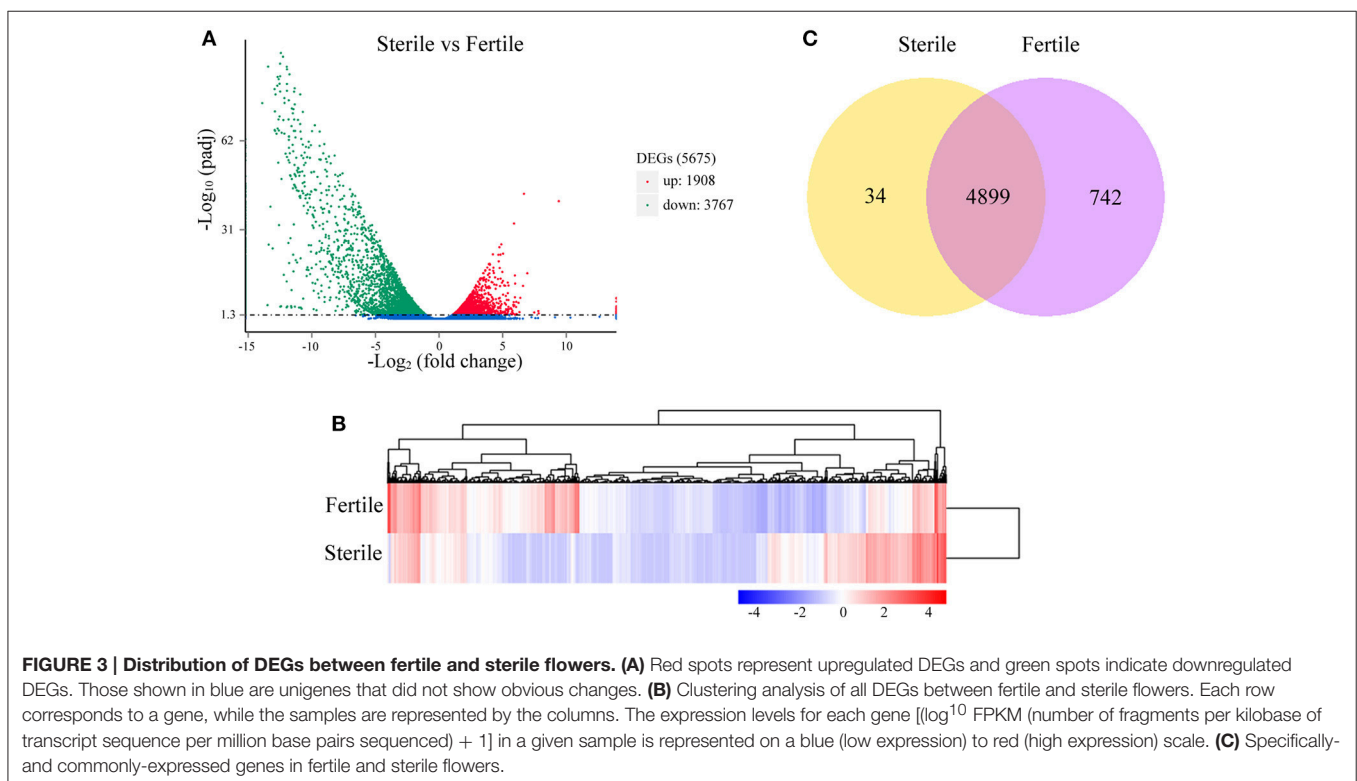 A
Sterile vs Fertile
-Log₁₀ (padj)
62
31
1.3
-15
-10
-5
0
5
10
-Log₂ (fold change)
DEGs (5675)
up: 1908
down: 3767
C
Sterile
Fertile
34
4899
742
B
Fertile
Sterile
-4
-2
0
2
4
FIGURE 3 | Distribution of DEGs between fertile and sterile flowers. (A) Red spots represent upregulated DEGs and green spots indicate downregulated
DEGs. Those shown in blue are unigenes that did not show obvious changes. (B) Clustering analysis of all DEGs between fertile and sterile flowers. Each row
corresponds to a gene, while the samples are represented by the columns. The expression levels for each gene [(log¹⁰ FPKM (number of fragments per kilobase of
transcript sequence per million base pairs sequenced) + 1] in a given sample is represented on a blue (low expression) to red (high expression) scale. (C) Specifically-
and commonly-expressed genes in fertile and sterile flowers.